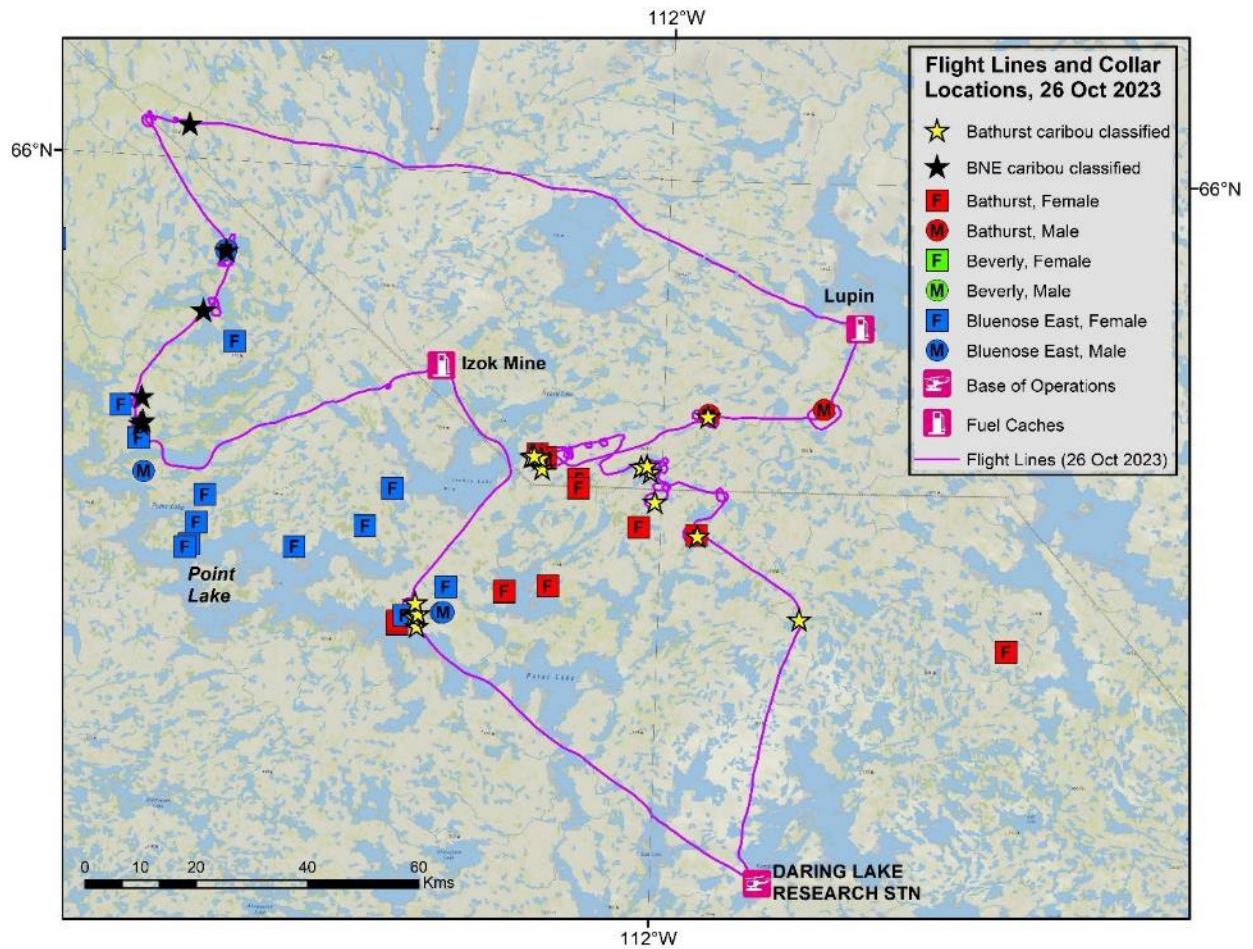 112°W
66°N
66°N
Flight Lines and Collar
Locations, 26 Oct 2023
Bathurst caribou classified
BNE caribou classified
F Bathurst, Female
M Bathurst, Male
F Beverly, Female
M Beverly, Male
F Bluenose East, Female
M Bluenose East, Male
Base of Operations
Fuel Caches
Flight Lines (26 Oct 2023)
Lupin
F
Izok Mine
F
M
F
M
F
F
F
F
F
F
F
F
Point
Lake
F
F
F
F
M
F
F
Point Lake
0 10 20 40 60
Kms
DARING LAKE
RESEARCH STN
112°W